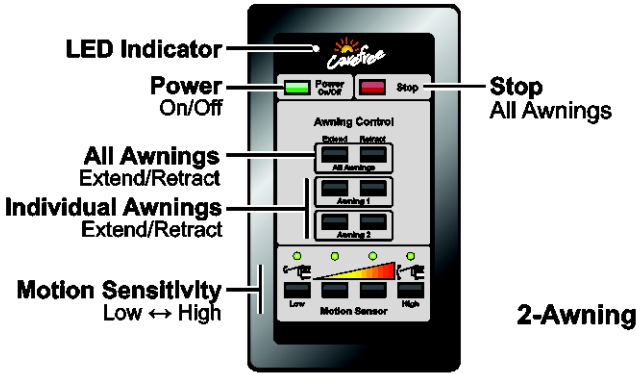 LED Indicator
Carefree
Power
On/Off
Power
On/Off
Stop
Stop
All Awnings
Awning Control
Extend Retract
All Awnings
All Awnings
Extend/Retract
Awning 1
Individual Awnings
Extend/Retract
Awning 2
Motion Sensitivity
Low ↔ High
Low
High
Motion Sensor
2-Awning